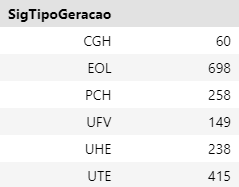 SigTipoGeracao
CGH 60
EOL 698
PCH 258
UFV 149
UHE 238
UTE 415